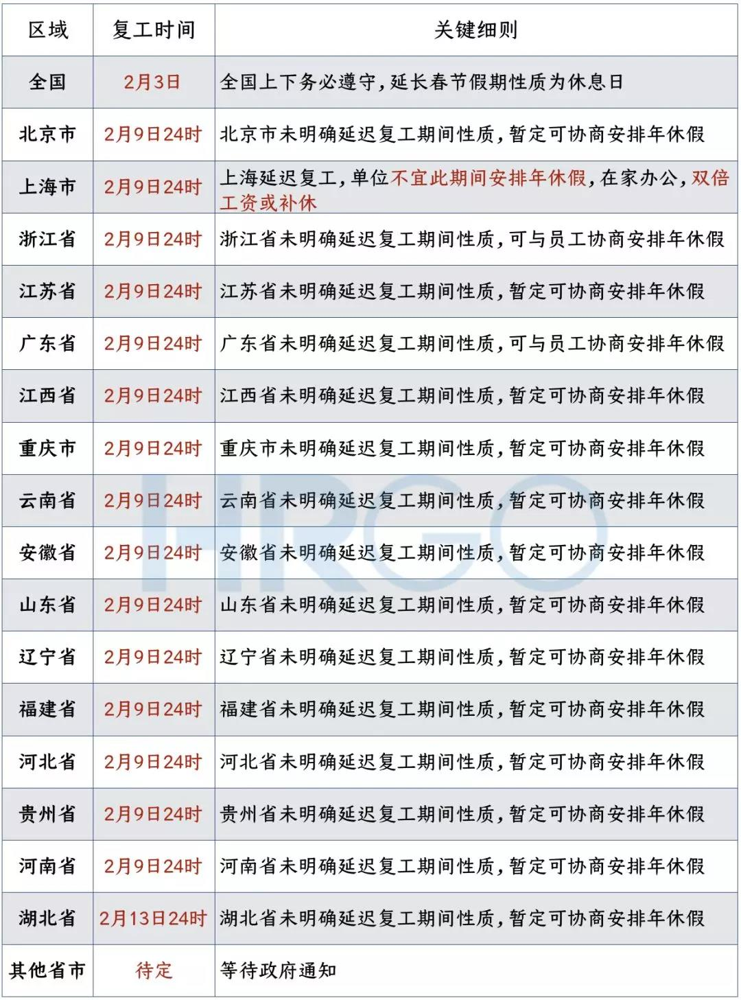 区域 复工时间 关键细则
全国 2月3日 全国上下务必遵守,延长春节假期性质为休息日
北京市 2月9日24时 北京市未明确延迟复工期间性质,暂定可协商安排年休假
上海市 2月9日24时 上海延迟复工,单位不宜此期间安排年休假,在家办公,双倍
工资或补休
浙江省 2月9日24时 浙江省未明确延迟复工期间性质,可与员工协商安排年休假
江苏省 2月9日24时 江苏省未明确延迟复工期间性质,暂定可协商安排年休假
广东省 2月9日24时 广东省未明确延迟复工期间性质,可与员工协商安排年休假
江西省 2月9日24时 江西省未明确延迟复工期间性质,暂定可协商安排年休假
重庆市 2月9日24时 重庆市未明确延迟复工期间性质,暂定可协商安排年休假
云南省 2月9日24时 云南省未明确延迟复工期间性质,暂定可协商安排年休假
HRGO
安徽省 2月9日24时 安徽省未明确延迟复工期间性质,暂定可协商安排年休假
山东省 2月9日24时 山东省未明确延迟复工期间性质,暂定可协商安排年休假
辽宁省 2月9日24时 辽宁省未明确延迟复工期间性质,暂定可协商安排年休假
福建省 2月9日24时 福建省未明确延迟复工期间性质,暂定可协商安排年休假
河北省 2月9日24时 河北省未明确延迟复工期间性质,暂定可协商安排年休假
贵州省 2月9日24时 贵州省未明确延迟复工期间性质,暂定可协商安排年休假
河南省 2月9日24时 河南省未明确延迟复工期间性质,暂定可协商安排年休假
湖北省 2月13日24时 湖北省未明确延迟复工期间性质,暂定可协商安排年休假
其他省市 待定 等待政府通知